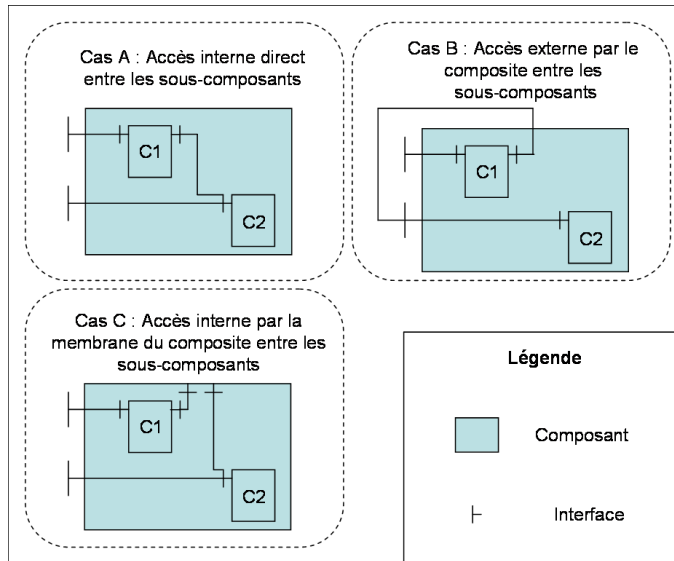 Cas A : Accès interne direct
entre les sous-composants
C1
C2
Cas B : Accès externe par le
composite entre les
sous-composants
C1
C2
Cas C : Accès interne par la
membrane du composite entre les
sous-composants
C1
C2
Légende
Composant
Interface